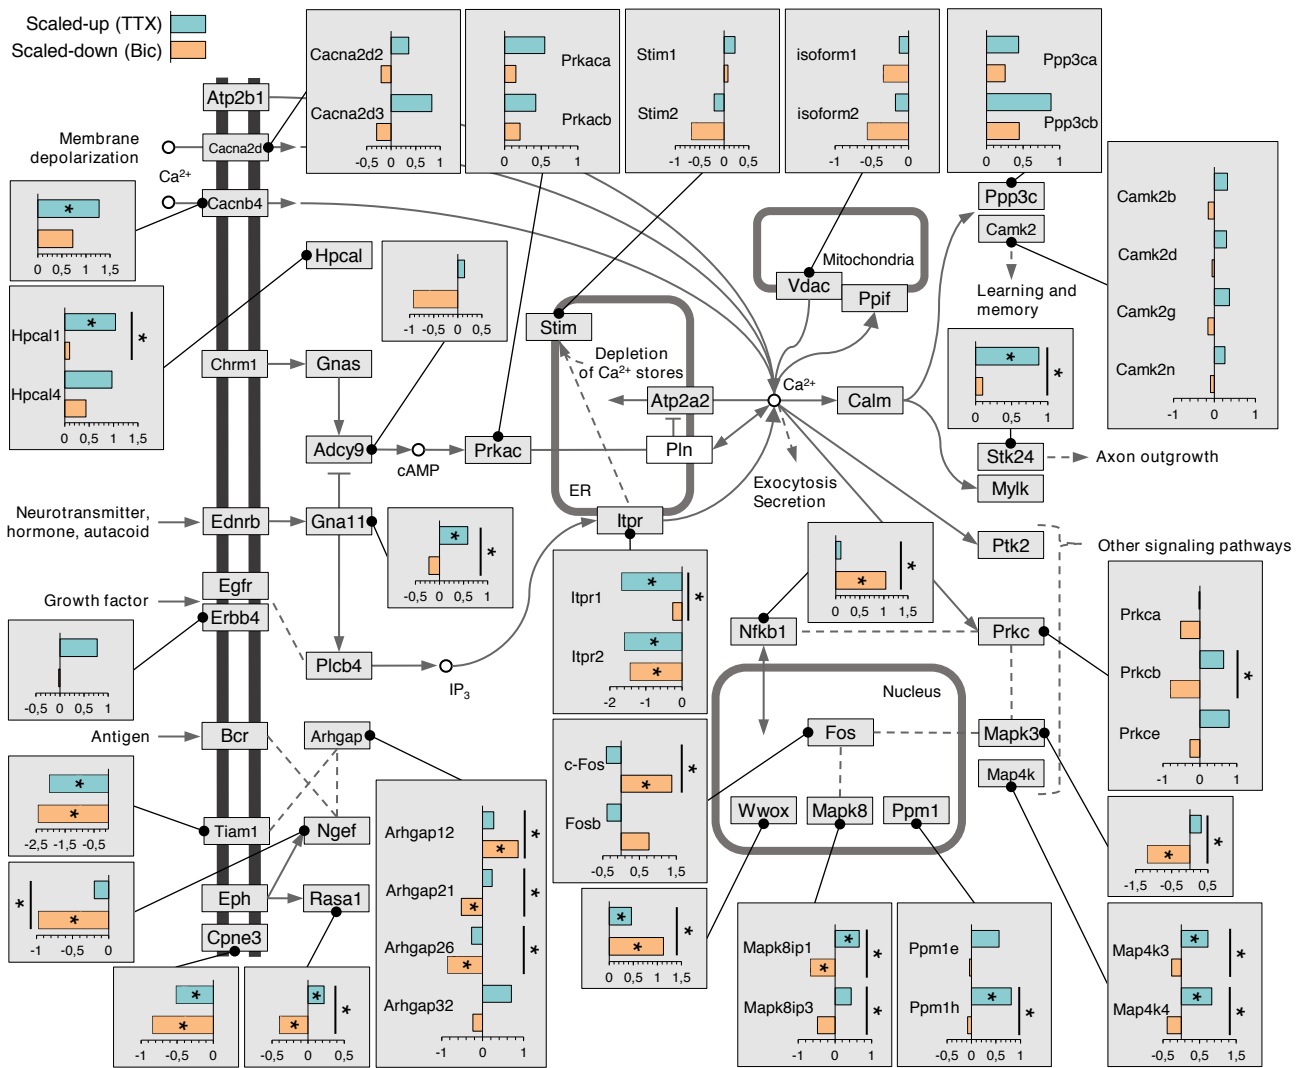 Scaled-up (TTX)
Scaled-down (Bic)
Cacna2d2
Cacna2d3
-0,5 0 0,5 1
Prkaca
Prkacb
0 0,5 1
Stim1
Stim2
-1 -0,5 0 0,5
isoform1
isoform2
-1 -0,5 0
Ppp3ca
Ppp3cb
0 0,5 1
Atp2b1
Membrane
depolarization
Cacna2d
Ca²⁺
Cacnb4
*
0 0,5 1 1,5
Ppp3c
Camk2
Learning and
memory
Camk2b
Camk2d
Camk2g
Camk2n
-1 0 1
Hpcal
-1 -0,5 0 0,5
Mitochondria
Vdac
Ppif
Hpcal1
* *
Hpcal4
0 0,5 1 1,5
Stim
Depletion
of Ca²⁺ stores
* *
0 0,5 1
Chrm1
Gnas
Atp2a2
Ca²⁺
Calm
Adcy9
cAMP
Prkac
Pln
Stk24
Axon outgrowth
Mylk
ER
Exocytosis
Secretion
Neurotransmitter,
hormone, autacoid
Ednrb
Gna11
Itpr
* *
-0,5 0 0,5 1
Ptk2
Other signaling pathways
* *
0 0,5 1 1,5
Itpr1
* *
Itpr2
*
*
-2 -1 0
Egfr
Growth factor
Erbb4
-0,5 0 0,5 1
Plcb4
IP₃
Nfkb1
Prkc
Prkca
Prkcb
* *
Prkce
-1 0 1
Nucleus
Antigen
Bcr
Arhgap
Fos
Mapk3
Map4k
c-Fos
* *
Fosb
-0,5 0,5 1,5
*
*
-2,5 -1,5 -0,5
Tiam1
Ngef
Wwox
Mapk8
Ppm1
Arhgap12
* *
Arhgap21
* *
Arhgap26
* *
Arhgap32
-1 0 1
* *
-1,5 -0,5 0,5
* *
-1 0
Eph
Rasa1
Cpne3
*
* *
0 0,5 1 1,5
Mapk8ip1
*
* *
Mapk8ip3
*
-1 0 1
Ppm1e
Ppm1h
* *
0 0,5 1
Map4k3
* *
Map4k4
* *
-0,5 0,5 1,5
*
*
-1 -0,5 0
*
* *
-0,5 0 0,5